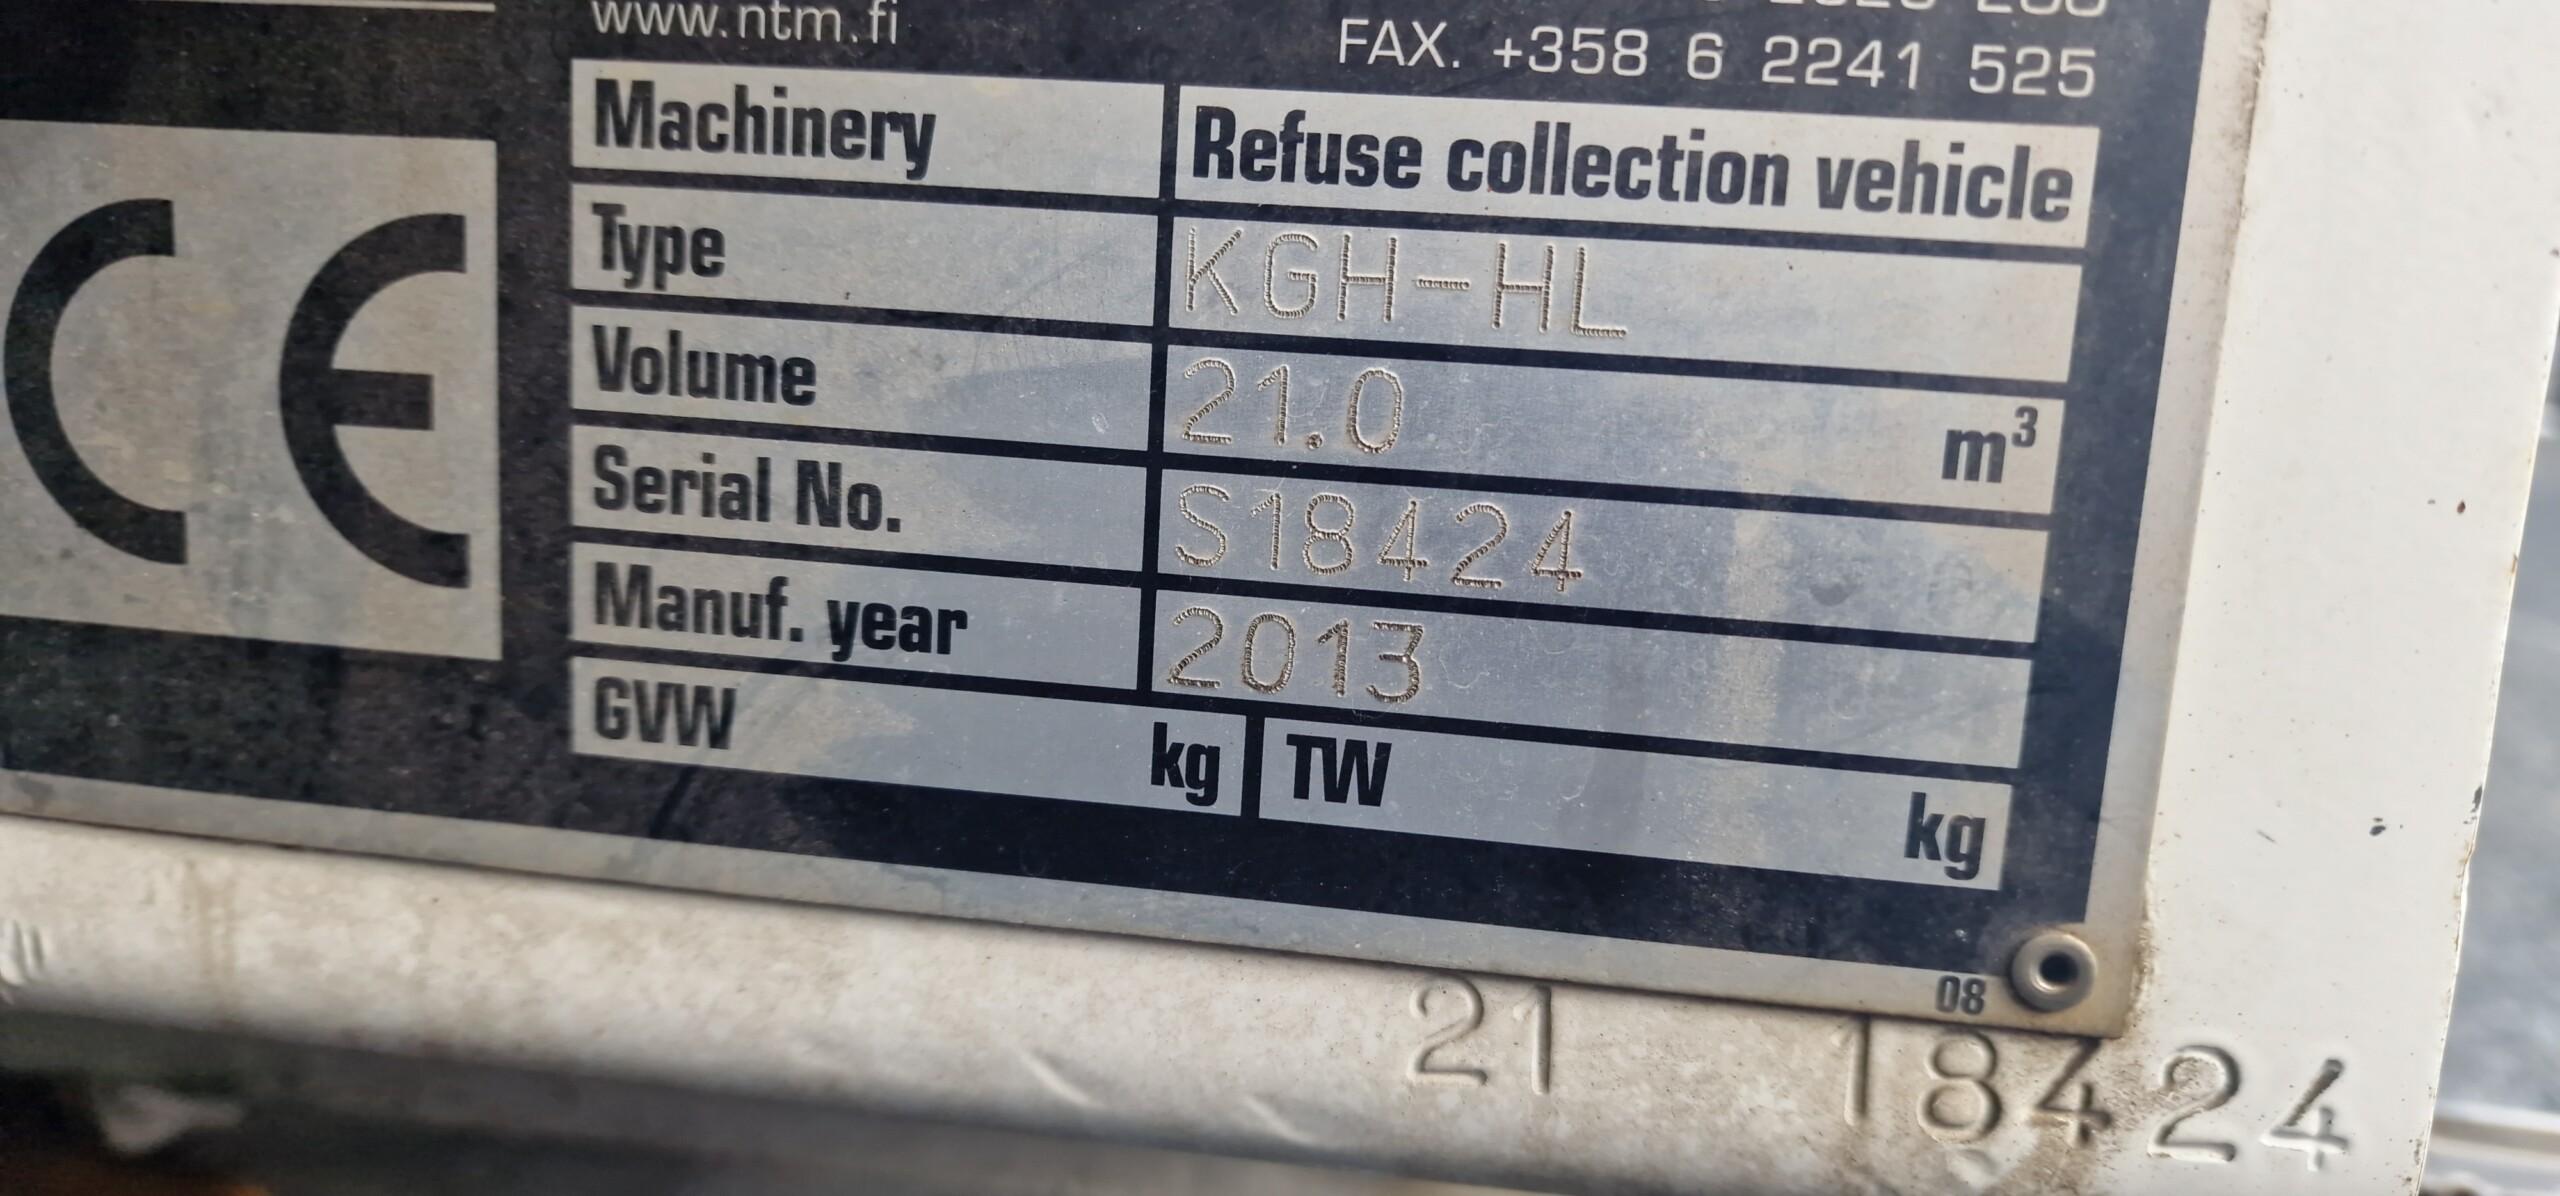 www.ntm.fi
FAX. +358 6 2241 525
CE
Machinery Refuse collection vehicle
Type KGH-HL
Volume 21.0 m³
Serial No. S18424
Manuf. year 2013
GVW kg TW kg
08
21 18424